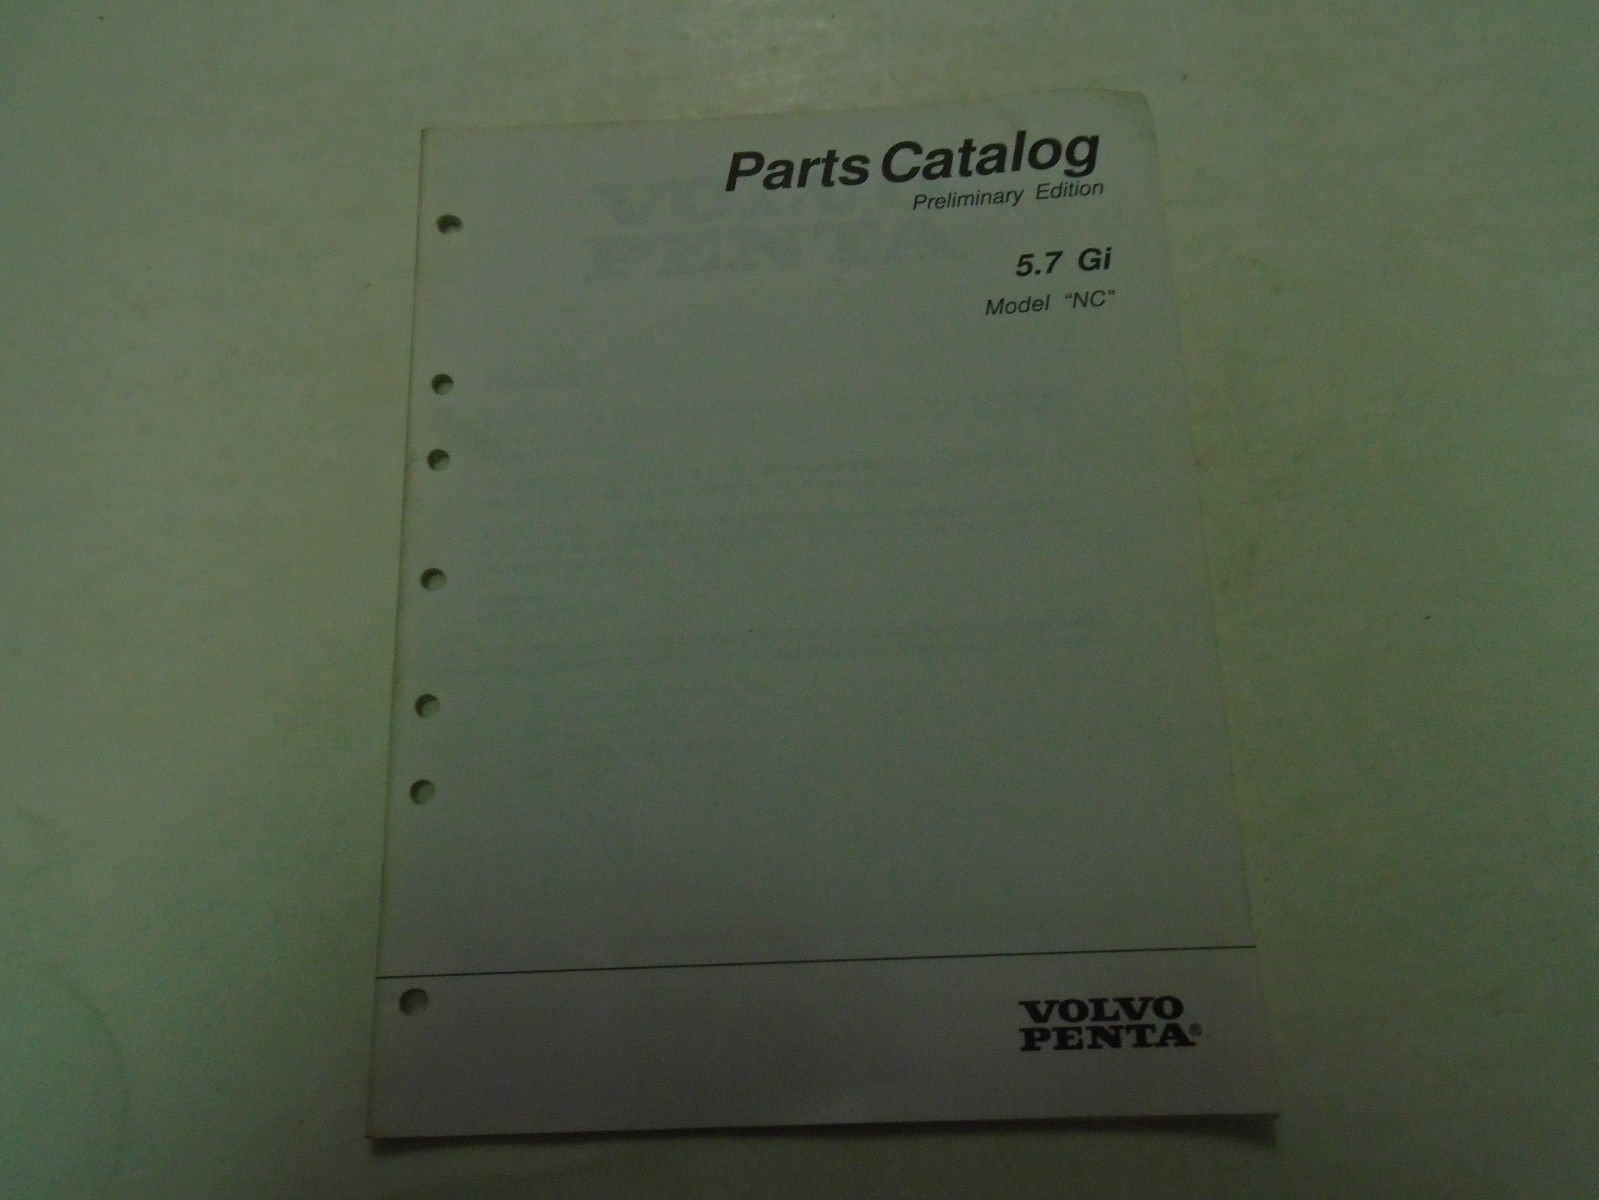 Parts Catalog
Preliminary Edition
5.7 Gi
Model “NC”
VOLVO
PENTA®